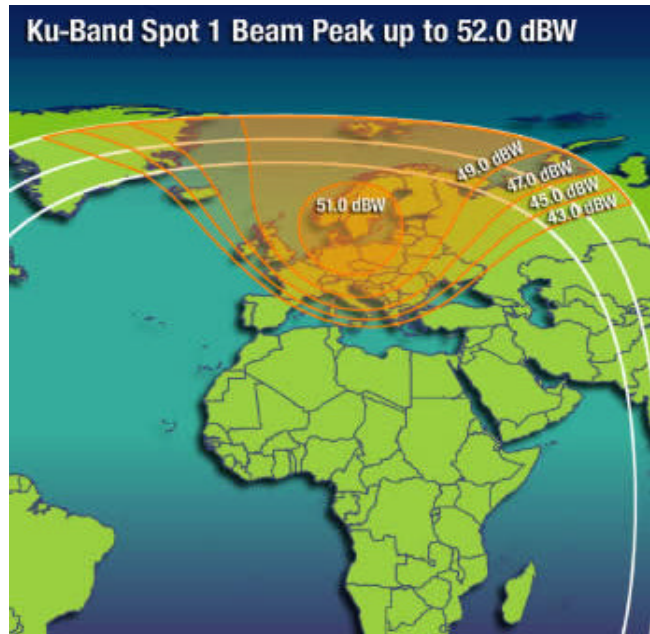 Ku-Band Spot 1 Beam Peak up to 52.0 dBW
49.0 dBW
47.0 dBW
45.0 dBW
43.0 dBW
51.0 dBW